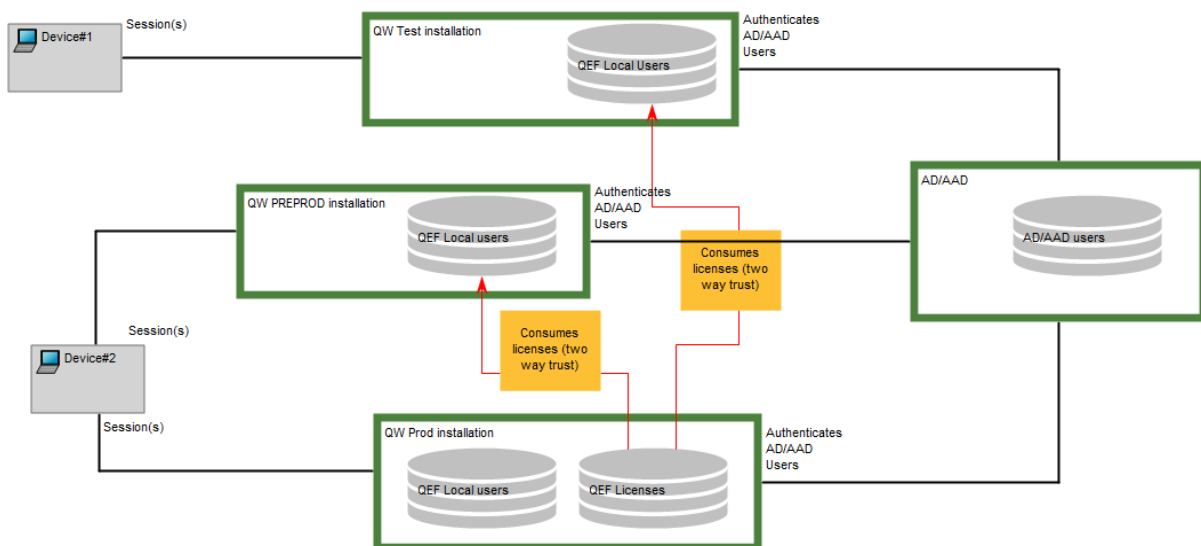 Session(s)
Device#1
QW Test installation
QEF Local Users
Authenticates
AD/AAD
Users
AD/AAD
AD/AAD users
QW PREPROD installation
QEF Local users
Authenticates
AD/AAD
Users
Consumes
licenses (two
way trust)
Session(s)
Device#2
Session(s)
Consumes
licenses (two
way trust)
QW Prod installation
QEF Local users
QEF Licenses
Authenticates
AD/AAD
Users